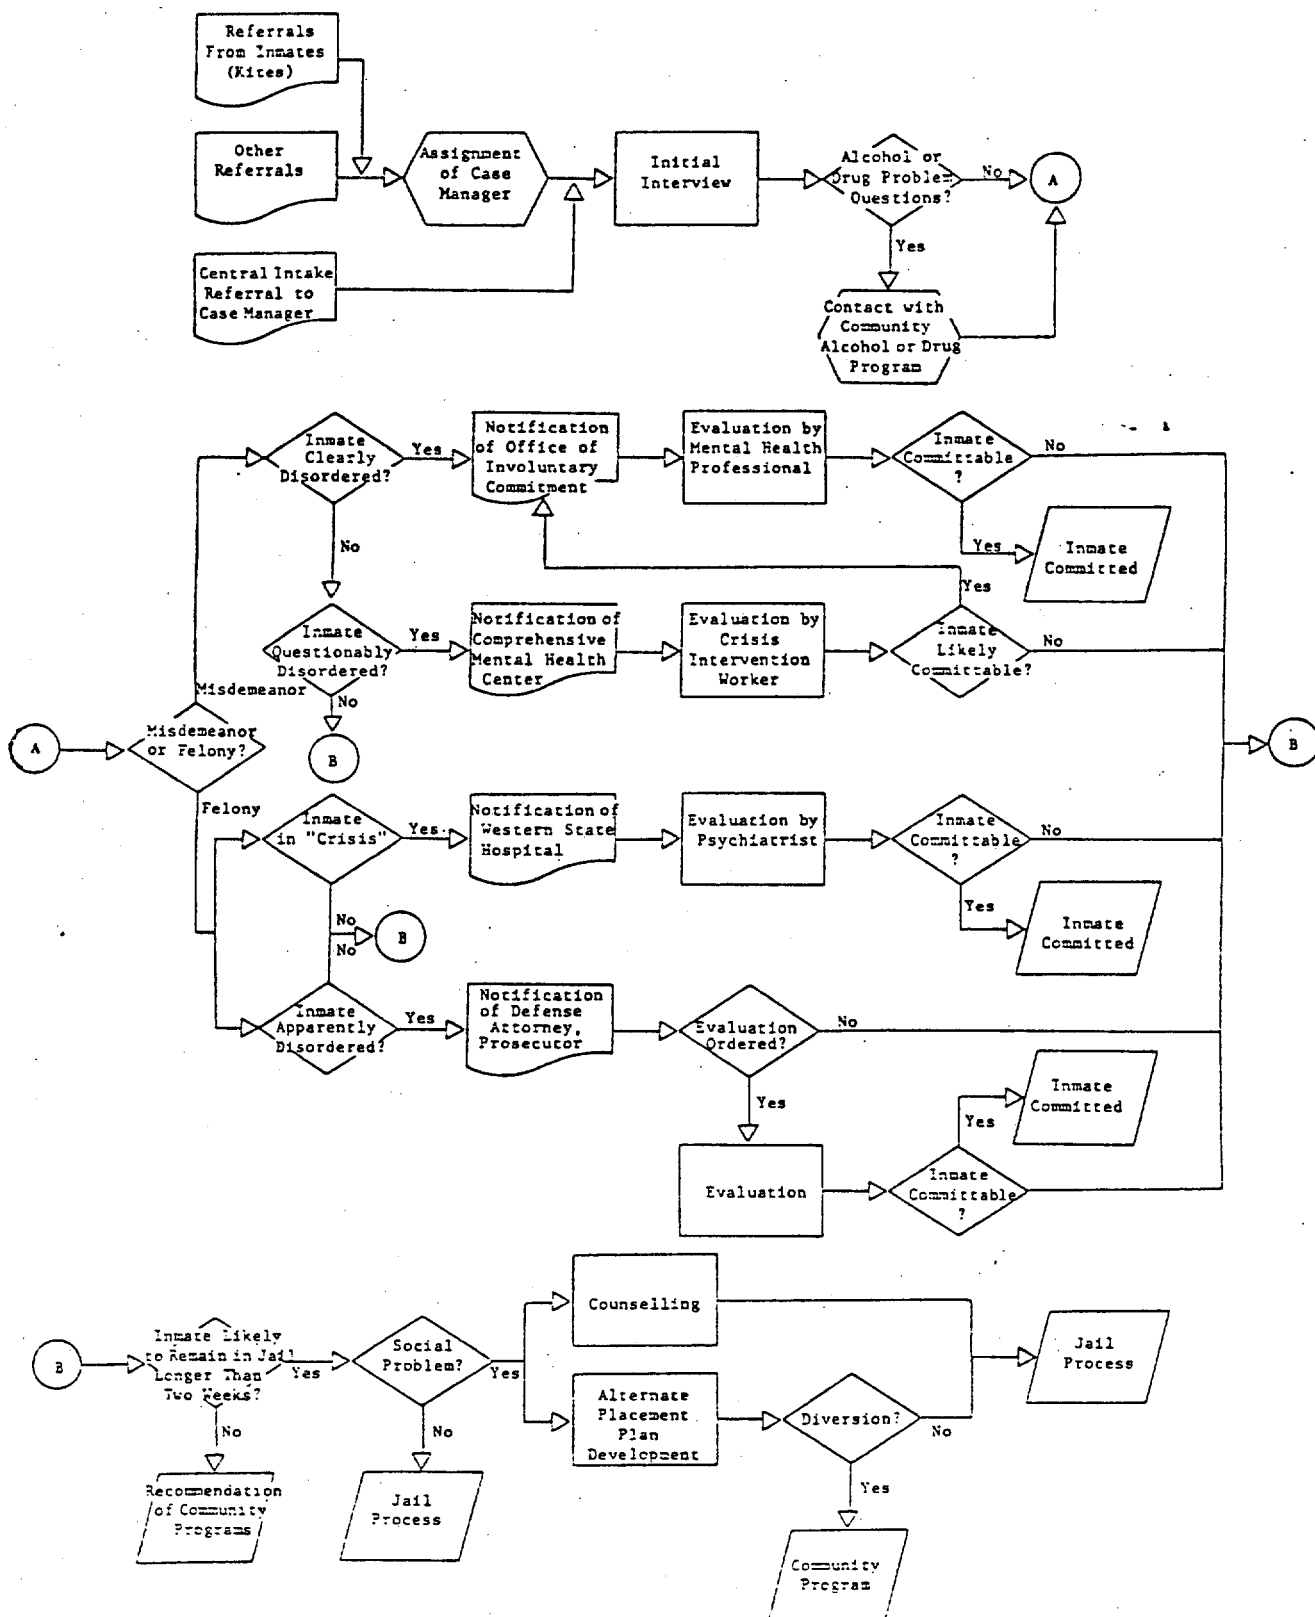 Referrals
From Inmates
(Kites)
Other
Referrals
Assignment
of Case
Manager
Initial
Interview
Alcohol or
Drug Problem
Questions?
No
A
Yes
Central Intake
Referral to
Case Manager
Contact with
Community
Alcohol or Drug
Program
Inmate
Clearly
Disordered?
Yes
Notification
of Office of
Involuntary
Commitment
Evaluation by
Mental Health
Professional
Inmate
Committable
?
No
Yes
Inmate
Committed
No
Yes
Inmate
Questionably
Disordered?
Yes
Notification of
Comprehensive
Mental Health
Center
Evaluation by
Crisis
Intervention
Worker
Inmate
Likely
Committable?
No
Misdemeanor
No
B
A
Misdemeanor
or Felony?
B
Felony
Inmate
in "Crisis"
Yes
Notification of
Western State
Hospital
Evaluation by
Psychiatrist
Inmate
Committable
?
No
Yes
Inmate
Committed
No
B
No
Inmate
Apparently
Disordered?
Yes
Notification
of Defense
Attorney,
Prosecutor
Evaluation
Ordered?
No
Yes
Inmate
Committed
Yes
Evaluation
Inmate
Committable
?
B
Inmate Likely
to Remain in Jail
Longer Than
Two Weeks?
Yes
Social
Problem?
Yes
Counselling
Jail
Process
Alternate
Placement
Plan
Development
Diversion?
No
No
Recommendation
of Community
Programs
No
Jail
Process
Yes
Community
Program